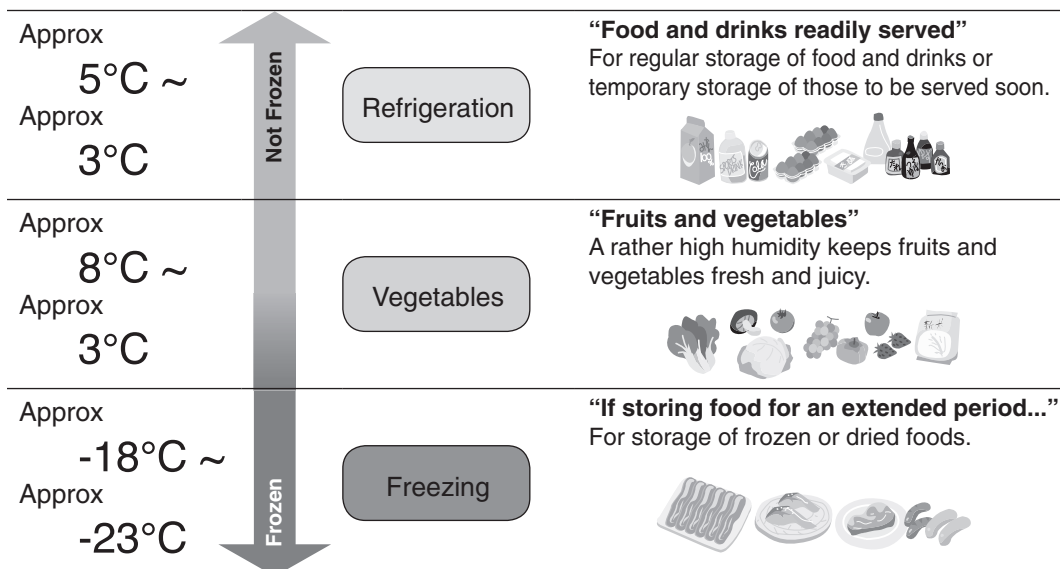 Approx
5°C ~
Approx
3°C
Not Frozen
Refrigeration
“Food and drinks readily served”
For regular storage of food and drinks or
temporary storage of those to be served soon.
Cola
Approx
8°C ~
Approx
3°C
Vegetables
“Fruits and vegetables”
A rather high humidity keeps fruits and
vegetables fresh and juicy.
Approx
-18°C ~
Approx
-23°C
Frozen
Freezing
“If storing food for an extended period...”
For storage of frozen or dried foods.